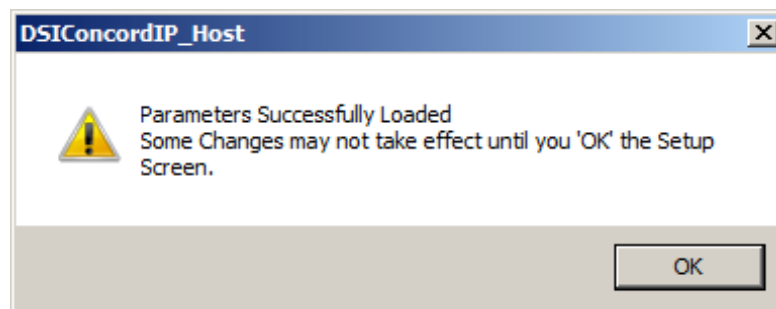 DSIConcordIP_Host
Parameters Successfully Loaded
Some Changes may not take effect until you 'OK' the Setup
Screen.
OK